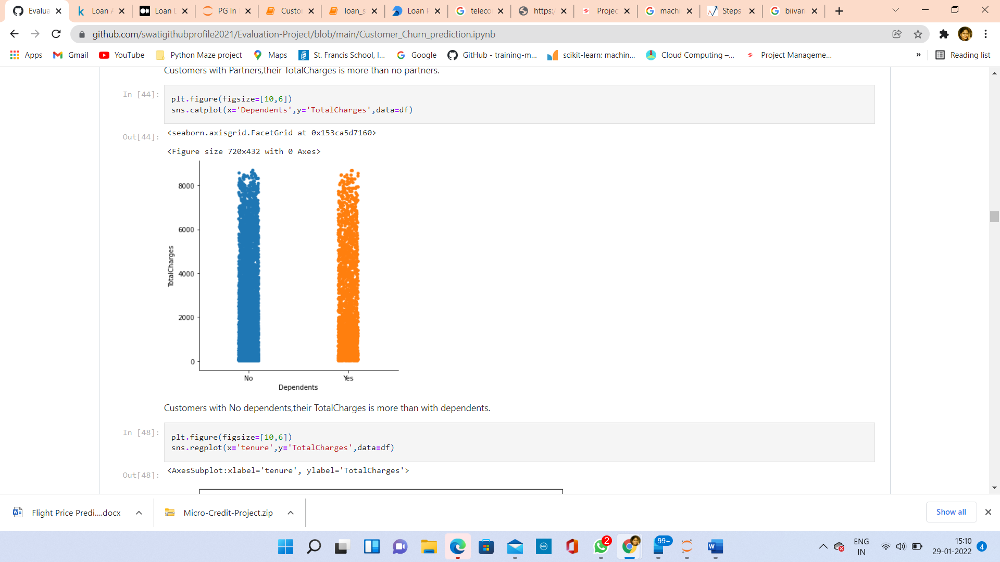 Evalua
Loan A
Loan D
PG In
Custo
loan_s
Loan P
teleco
https:/
Projec
machi
Steps
biivari
github.com/swatigithubprofile2021/Evaluation-Project/blob/main/Customer_Churn_prediction.ipynb
Apps
Gmail
YouTube
Python Maze project
Maps
St. Francis School, I...
Google
GitHub - training-m...
scikit-learn: machin...
Cloud Computing –...
Project Manageme...
»
Reading list
Customers with Partners,their TotalCharges is more than no partners.
In [44]:
plt.figure(figsize=[10,6])
sns.catplot(x='Dependents',y='TotalCharges',data=df)
Out[44]:
<seaborn.axisgrid.FacetGrid at 0x153ca5d7160>
<Figure size 720x432 with 0 Axes>
8000
6000
4000
2000
0
TotalCharges
No
Yes
Dependents
Customers with No dependents,their TotalCharges is more than with dependents.
In [48]:
plt.figure(figsize=[10,6])
sns.regplot(x='tenure',y='TotalCharges',data=df)
Out[48]:
<AxesSubplot:xlabel='tenure', ylabel='TotalCharges'>
Flight Price Predi....docx
Micro-Credit-Project.zip
Show all
2
99+
ENG
IN
15:10
29-01-2022
4